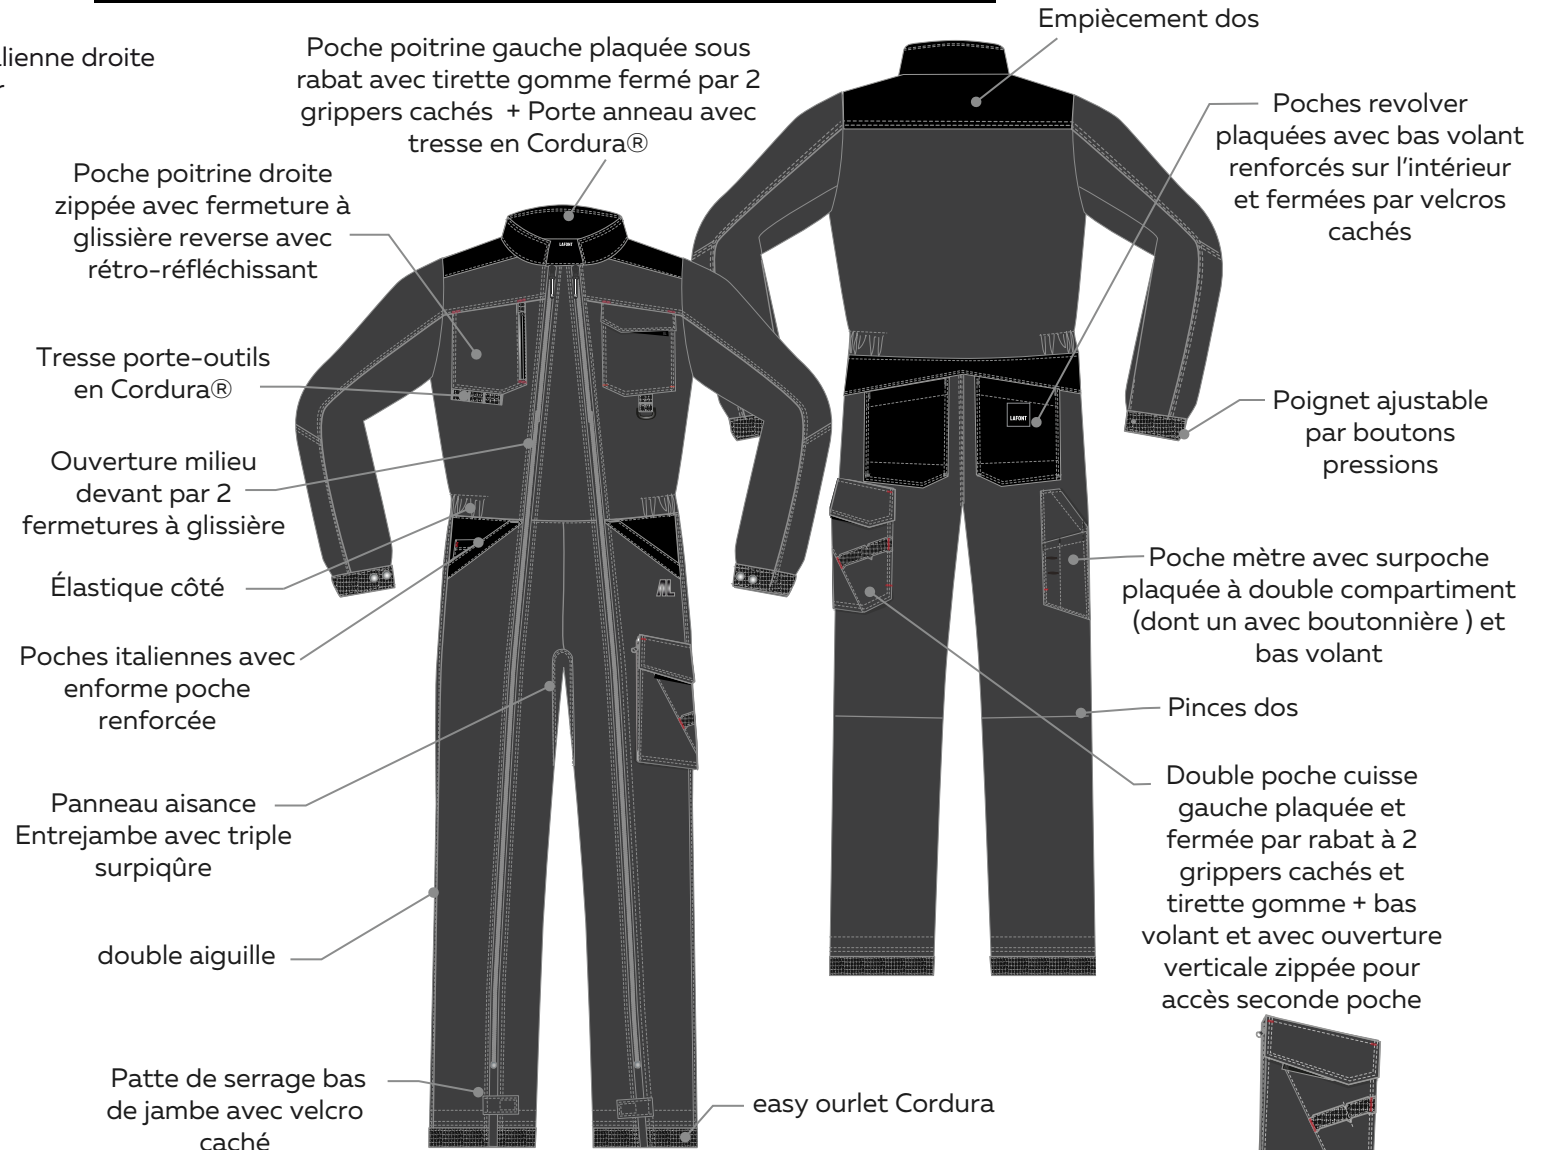 lienne droite
Poche poitrine gauche plaquée sous
rabat avec tirette gomme fermé par 2
grippers cachés + Porte anneau avec
tresse en Cordura®
Empiècement dos
Poches revolver
plaquées avec bas volant
renforcés sur l'intérieur
et fermées par velcros
cachés
Poche poitrine droite
zippée avec fermeture à
glissière reverse avec
rétro-réfléchissant
LAFONT
Tresse porte-outils
en Cordura®
LAFONT
Poignet ajustable
par boutons
pressions
Ouverture milieu
devant par 2
fermetures à glissière
Élastique côté
Poche mètre avec surpoche
plaquée à double compartiment
(dont un avec boutonnière ) et
bas volant
Poches italiennes avec
enforme poche
renforcée
Pinces dos
Panneau aisance
Entrejambe avec triple
surpiqûre
Double poche cuisse
gauche plaquée et
fermée par rabat à 2
grippers cachés et
tirette gomme + bas
volant et avec ouverture
verticale zippée pour
accès seconde poche
double aiguille
Patte de serrage bas
de jambe avec velcro
caché
easy ourlet Cordura